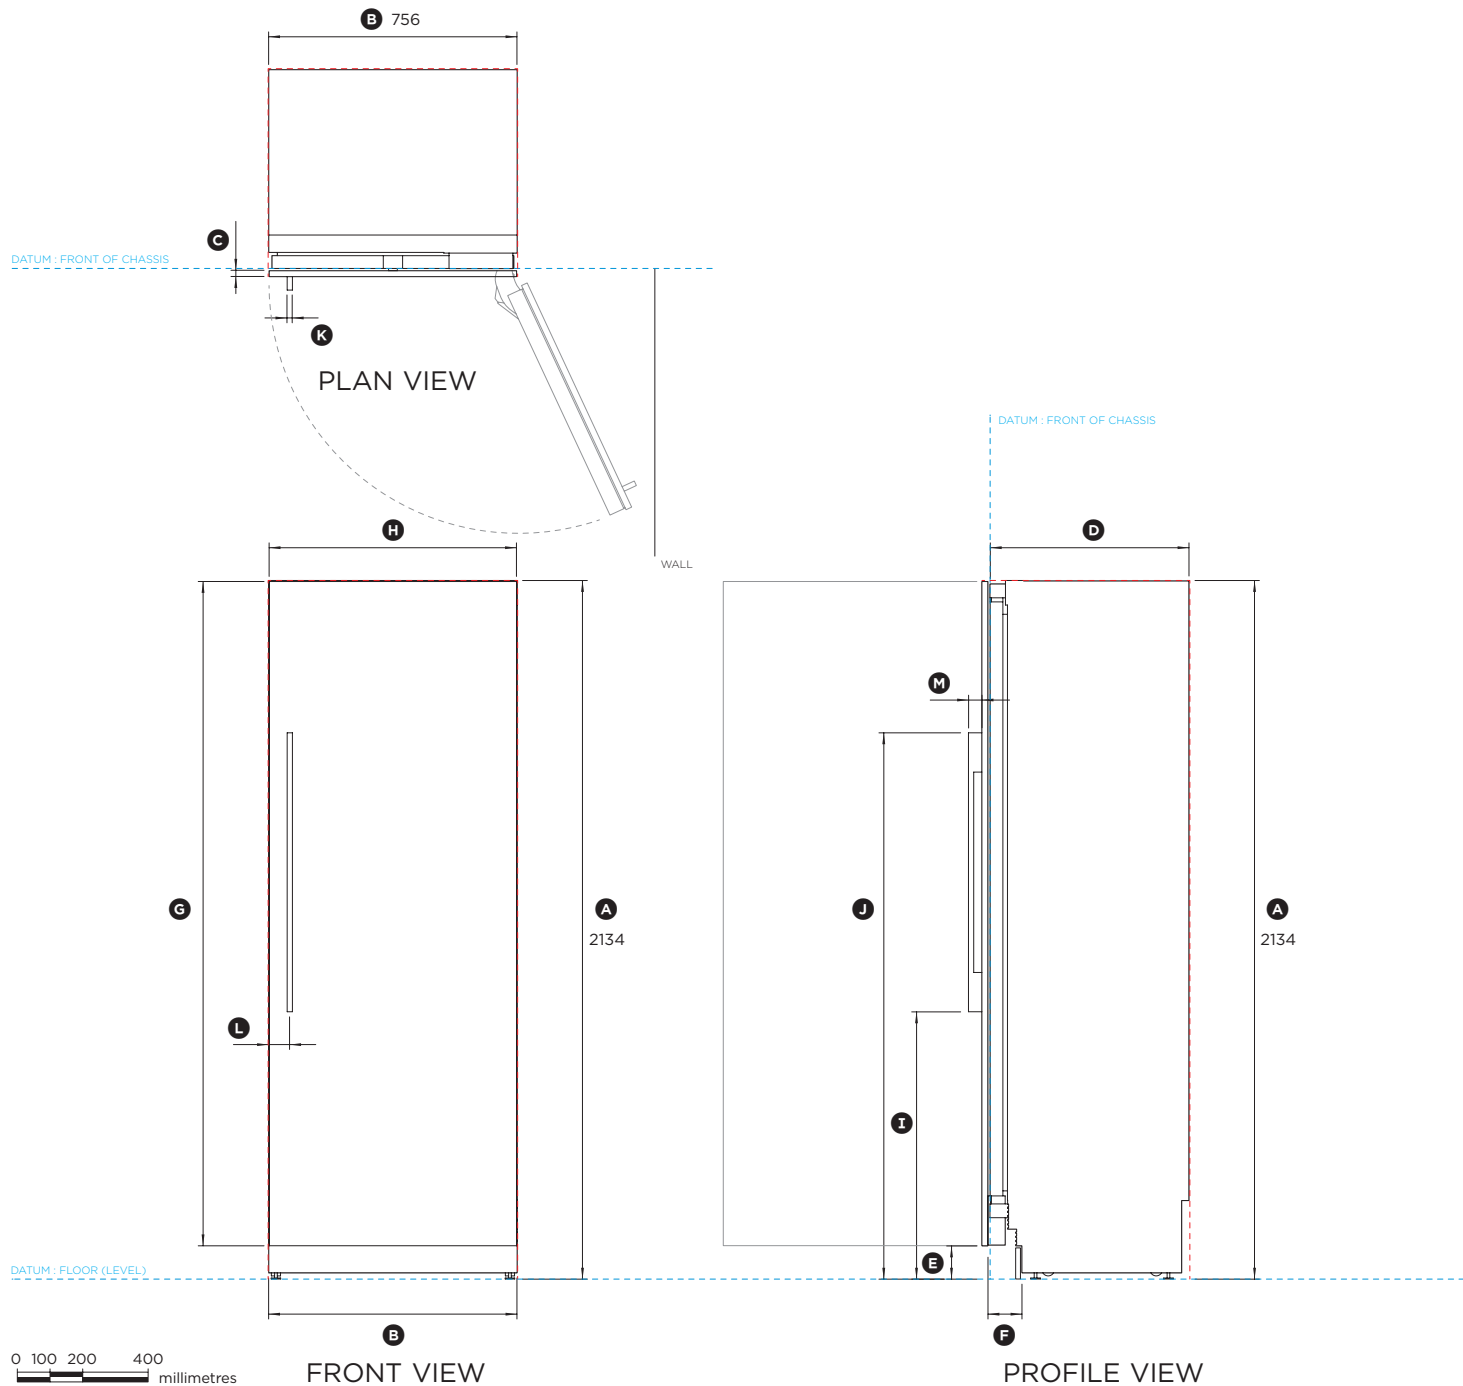 B 756
C
DATUM : FRONT OF CHASSIS
K
PLAN VIEW
DATUM : FRONT OF CHASSIS
H
D
WALL
M
G
A
2134
J
A
2134
L
I
E
DATUM : FLOOR (LEVEL)
B
F
0 100 200 400
millimetres
FRONT VIEW
PROFILE VIEW